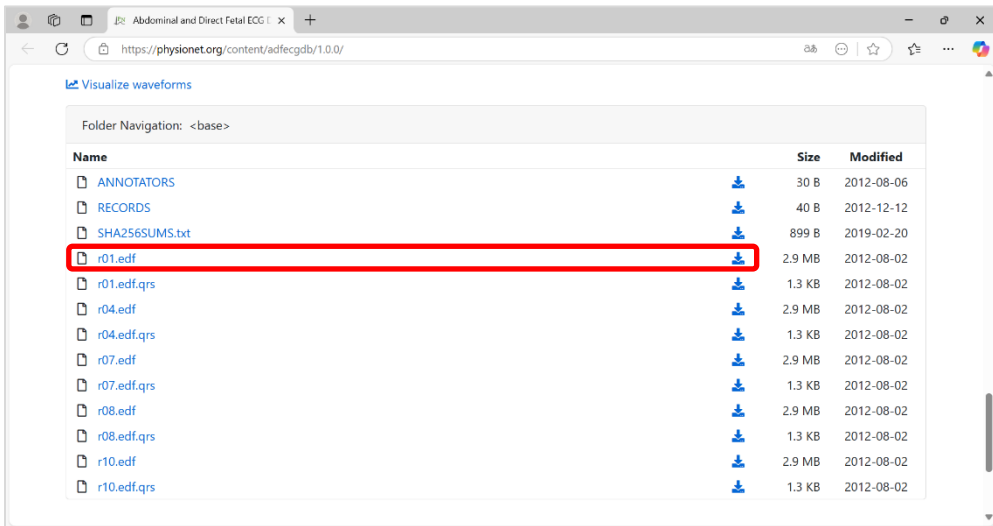 Abdominal and Direct Fetal ECG D
https://physionet.org/content/adfecgdb/1.0.0/
Visualize waveforms
Folder Navigation: <base>
Name Size Modified
ANNOTATORS 30 B 2012-08-06
RECORDS 40 B 2012-12-12
SHA256SUMS.txt 899 B 2019-02-20
r01.edf 2.9 MB 2012-08-02
r01.edf.qrs 1.3 KB 2012-08-02
r04.edf 2.9 MB 2012-08-02
r04.edf.qrs 1.3 KB 2012-08-02
r07.edf 2.9 MB 2012-08-02
r07.edf.qrs 1.3 KB 2012-08-02
r08.edf 2.9 MB 2012-08-02
r08.edf.qrs 1.3 KB 2012-08-02
r10.edf 2.9 MB 2012-08-02
r10.edf.qrs 1.3 KB 2012-08-02